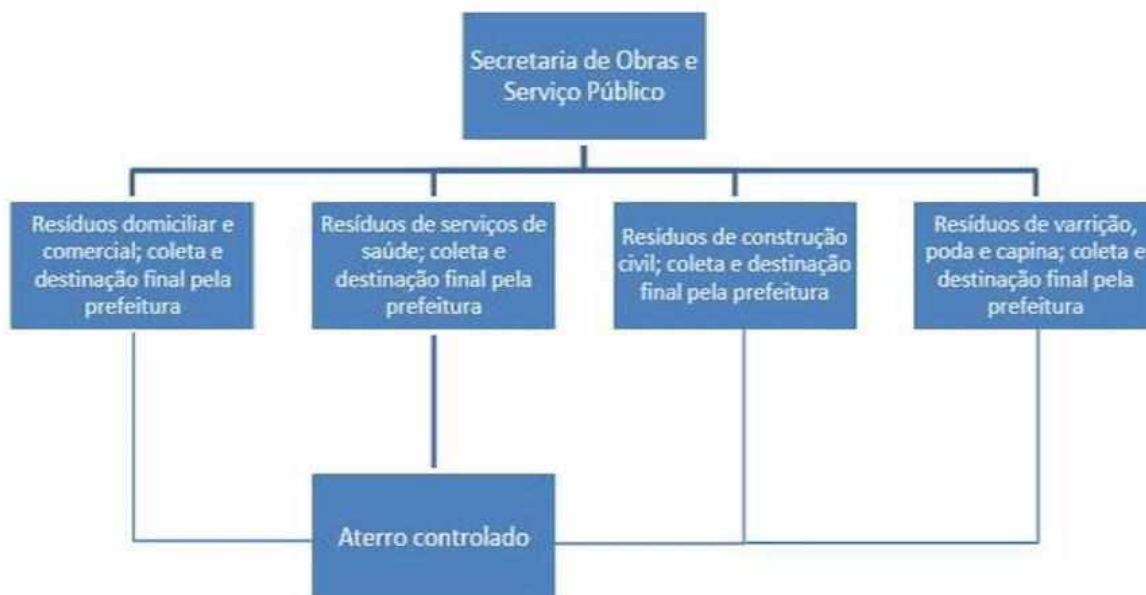 Secretaria de Obras e
Serviço Público
Resíduos domiciliar e
comercial; coleta e
destinação final pela
prefeitura
Resíduos de serviços de
saúde; coleta e
destinação final pela
prefeitura
Resíduos de construção
civil; coleta e destinação
final pela prefeitura
Resíduos de varrição,
poda e capina; coleta e
destinação final pela
prefeitura
Aterro controlado